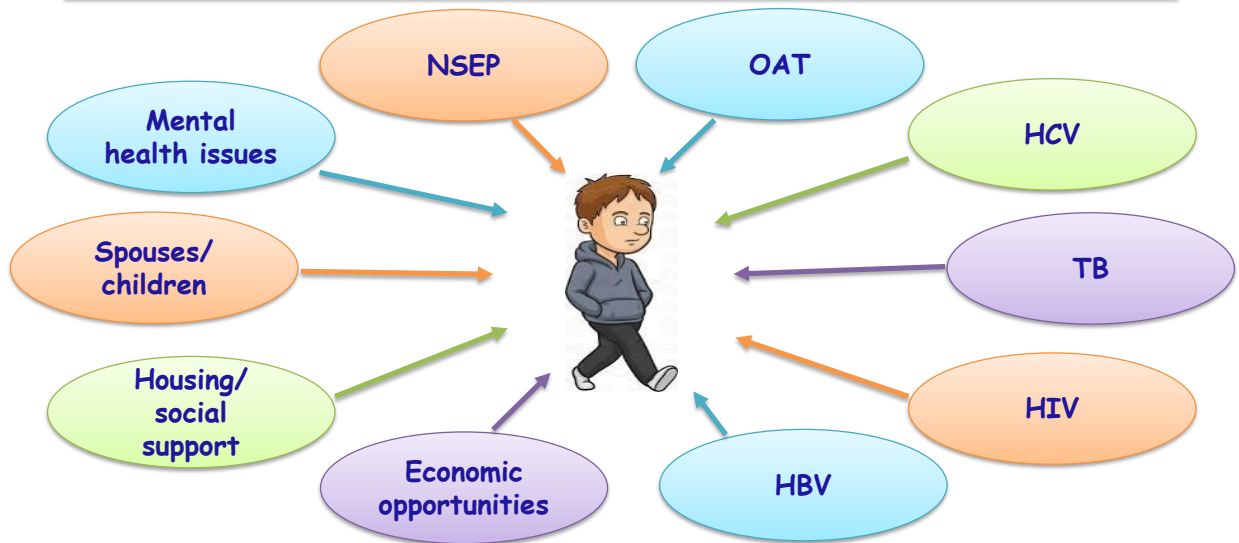 NSEP
OAT
Mental
health issues
HCV
Spouses/
children
TB
Housing/
social
support
HIV
Economic
opportunities
HBV